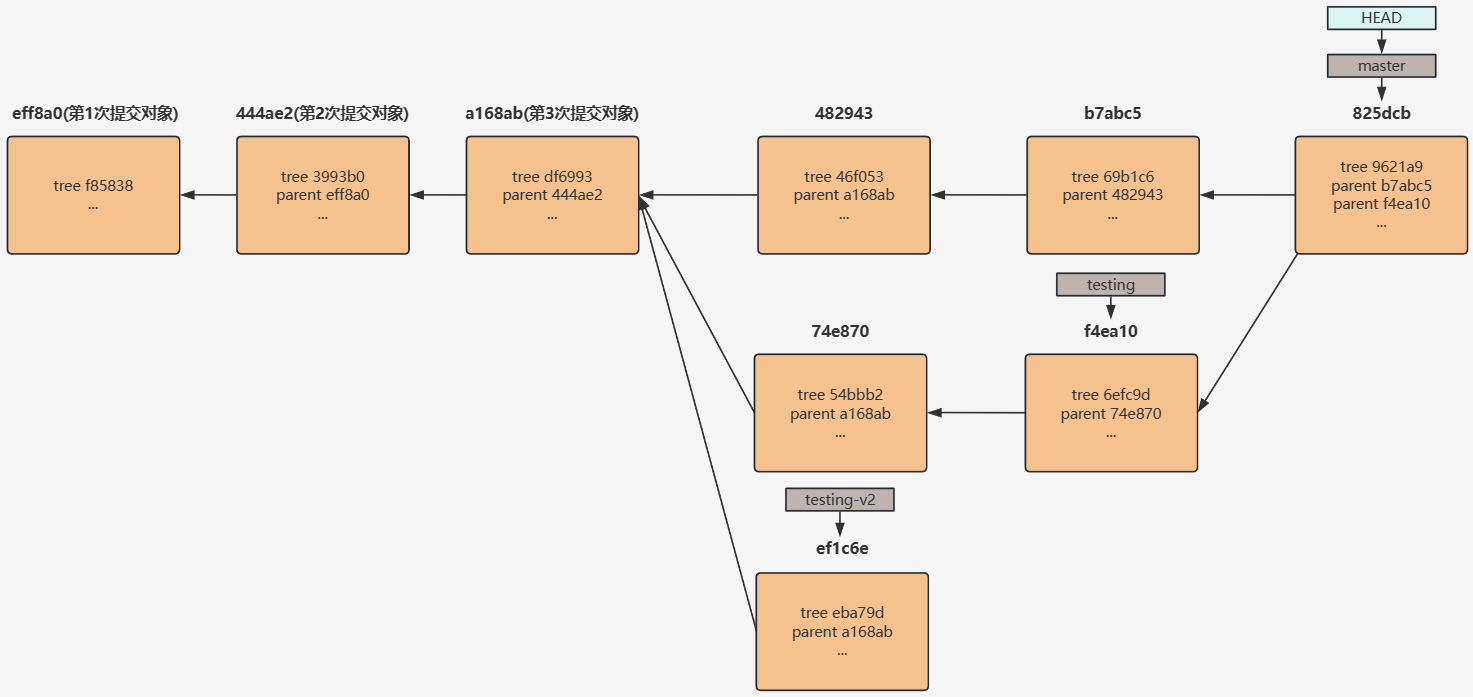 HEAD
master
eff8a0(第1次提交对象)
444ae2(第2次提交对象)
a168ab(第3次提交对象)
482943
b7abc5
825dcb
tree f85838
...
tree 3993b0
parent eff8a0
...
tree df6993
parent 444ae2
...
tree 46f053
parent a168ab
...
tree 69b1c6
parent 482943
...
tree 9621a9
parent b7abc5
parent f4ea10
...
testing
74e870
f4ea10
tree 54bbb2
parent a168ab
...
tree 6efc9d
parent 74e870
...
testing-v2
ef1c6e
tree eba79d
parent a168ab
...